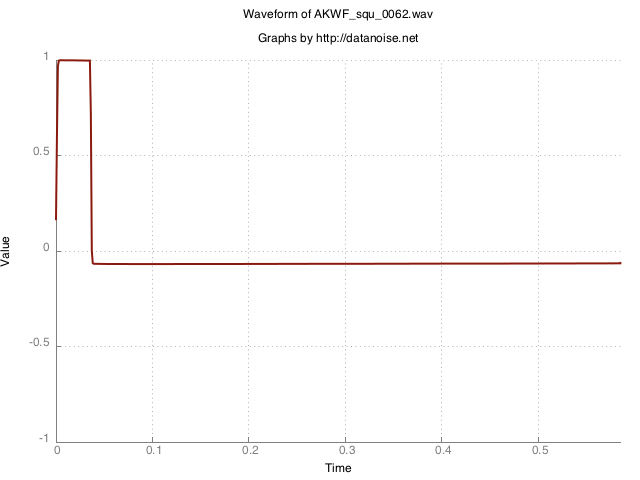 Waveform of AKWF_squ_0062.wav
Graphs by http://datanoise.net
1
0.5
0
-0.5
-1
Value
0 0.1 0.2 0.3 0.4 0.5
Time